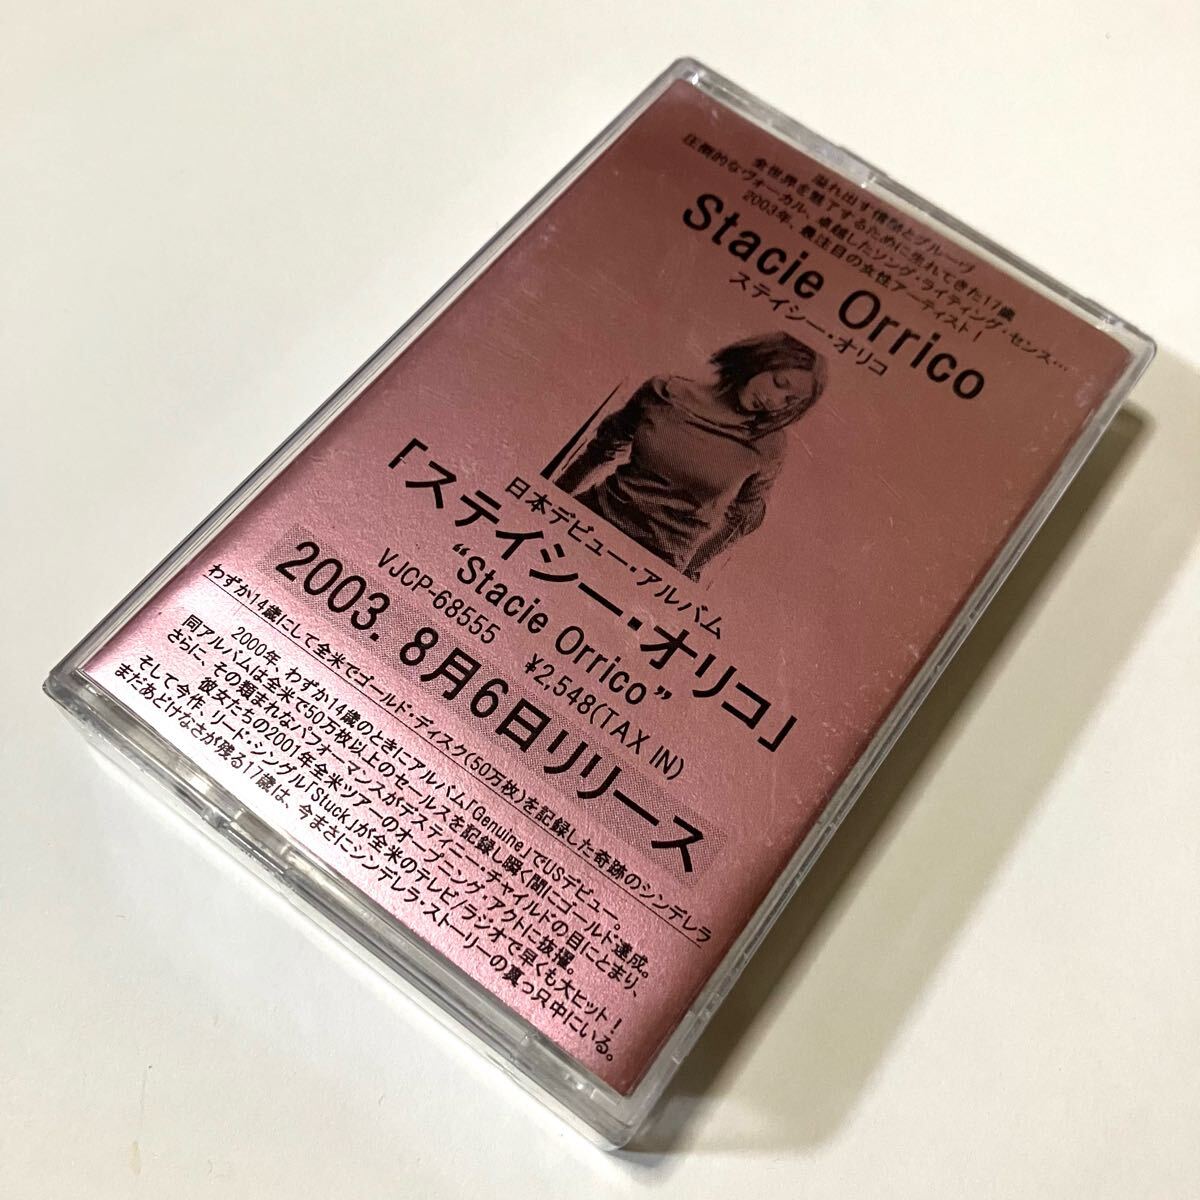 溢れ出す情熱とグルーヴ
全世界を魅了するために生れてきた17歳
圧倒的なヴォーカル、卓越したソング・ライティング・センス…
2003年、最注目の女性アーティスト!
Stacie Orrico
ステイシー・オリコ
日本デビュー・アルバム
「ステイシー・オリコ」
“Stacie Orrico”
VJCP-68555 ¥2,548(TAX IN)
2003. 8月6日リリース
わずか14歳にして全米でゴールド・ディスク(50万枚)を記録した奇跡のシンデレラ
2000年、わずか14歳のときにアルバム「Genuine」でUSデビュー。
同アルバムは全米で50万枚以上のセールスを記録し瞬く間にゴールド達成。
さらに、その類まれなパフォーマンスがデスティニーズ・チャイルドの目にとまり、
彼女たちの2001年全米ツアーのオープニング・アクトに抜擢。
そして今作リード・シングル「Stuck」が全米のテレビ/ラジオで早くも大ヒット!
まだあどけなさが残る17歳は、今まさにシンデレラ・ストーリーの真っ只中にいる。